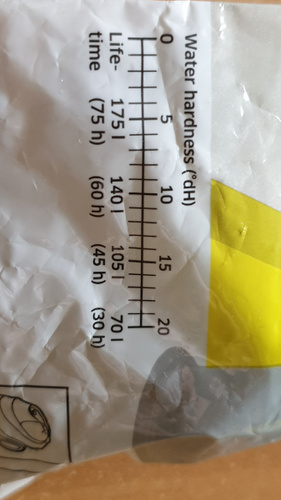 Water hardness (°dH)
0 5 10 15 20
Life- 175 l 140 l 105 l 70 l
time (75 h) (60 h) (45 h) (30 h)